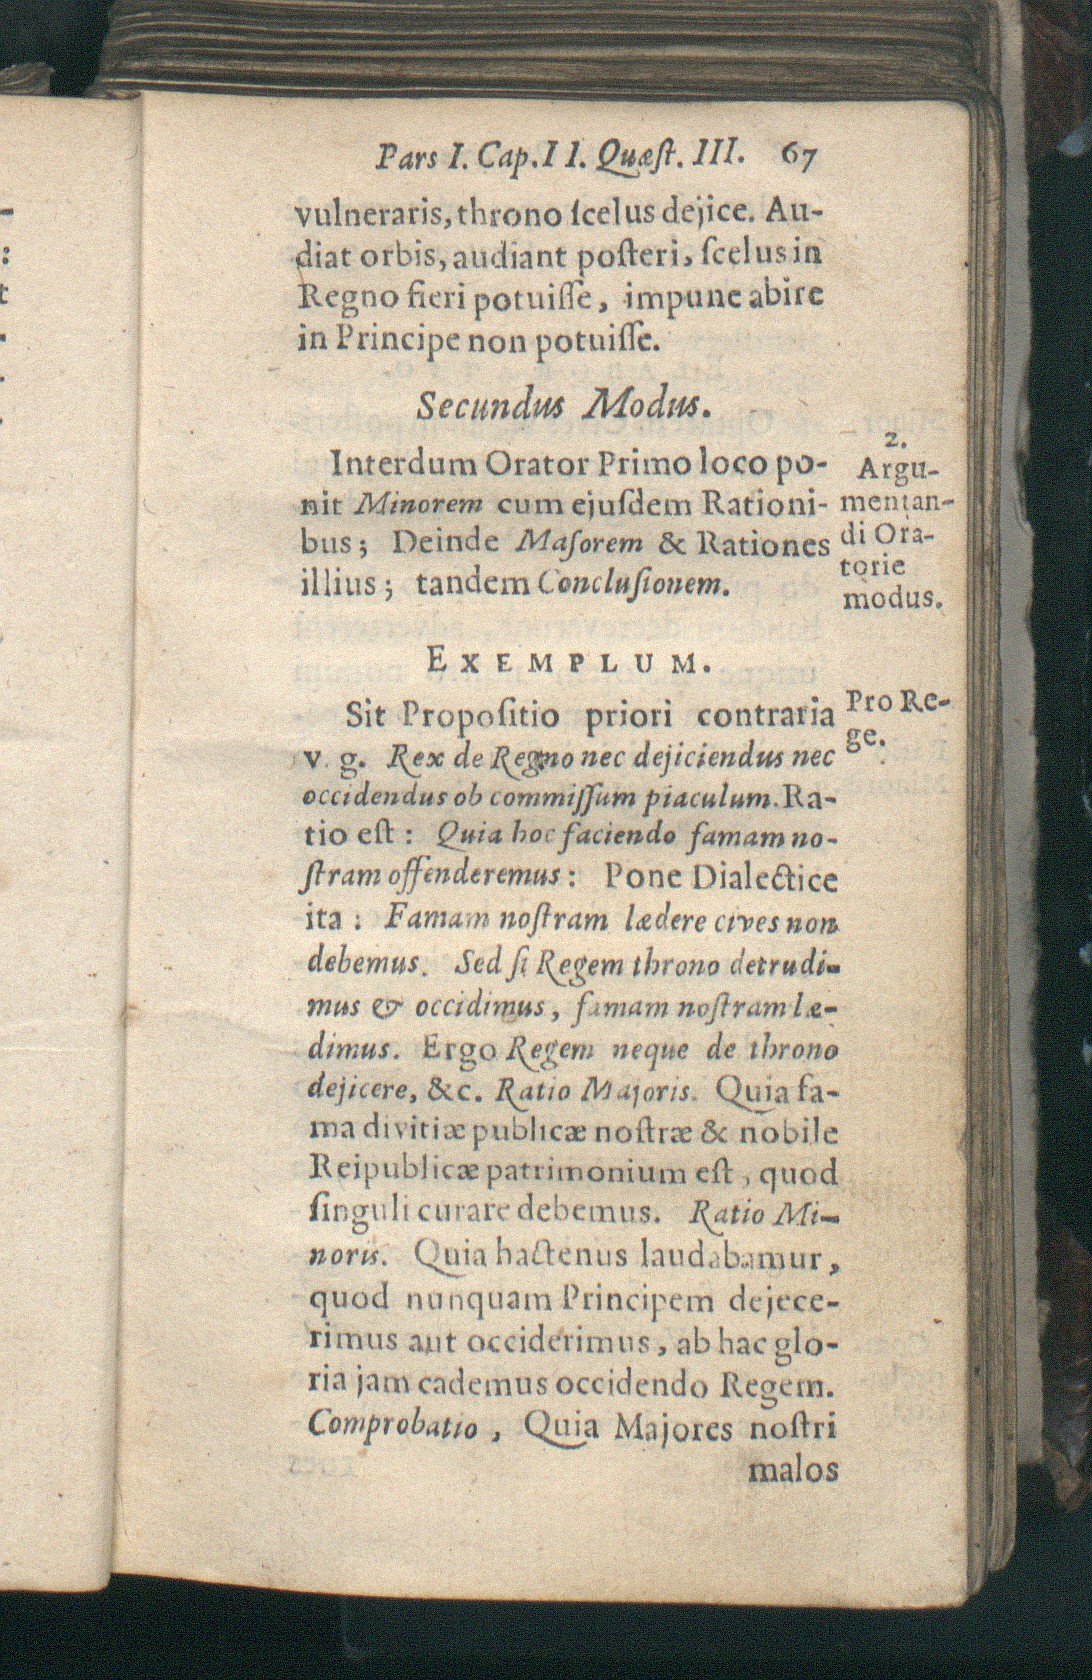 Pars I. Cap. II. Quæſt. III. 67
vulneraris, throno ſcelus dejice. Au-
diat orbis, audiant poſteri, ſcelus in
Regno fieri potuiſſe, impune abire
in Principe non potuiſſe.
Secundus Modus.
Interdum Orator Primo loco po-
nit Minorem cum ejuſdem Rationi-
bus; Deinde Maſorem & Rationes
illius; tandem Concluſionem.
2.
Argu-
mentan-
di Ora-
torie
modus.
EXEMPLUM.
Sit Propoſitio priori contraria
v. g. Rex de Regno nec dejiciendus nec
occidendus ob commiſſum piaculum. Ra-
tio eſt: Quia hoc faciendo famam no-
ſtram offenderemus: Pone Dialectice
ita: Famam noſtram lædere cives non
debemus. Sed ſi Regem throno detrudi-
mus & occidimus, famam noſtram læ-
dimus. Ergo Regem neque de throno
dejicere, &c. Ratio Majoris. Quia fa-
ma divitiæ publicæ noſtræ & nobile
Reipublicæ patrimonium eſt, quod
ſinguli curare debemus. Ratio Mi-
noris. Quia hactenus laudabamur,
quod nunquam Principem dejece-
rimus aut occiderimus, ab hac glo-
ria jam cademus occidendo Regem.
Comprobatio, Quia Majores noſtri
malos
Pro Re-
ge.